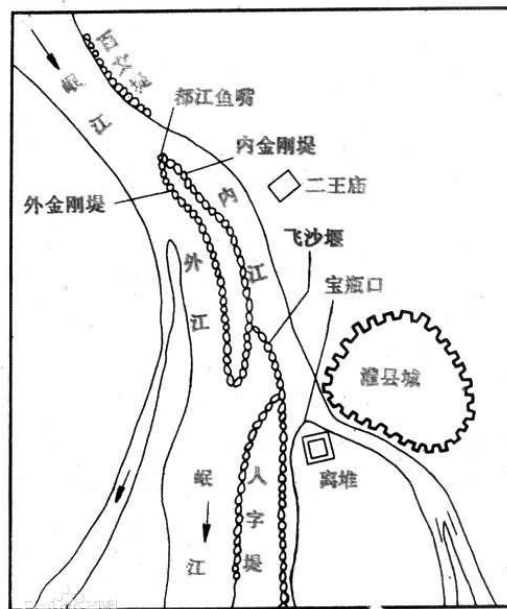 百丈堤
岷江
都江鱼嘴
内金刚堤
二王庙
外金刚堤
内江
飞沙堰
外江
宝瓶口
灌县城
离堆
人字堤
岷江